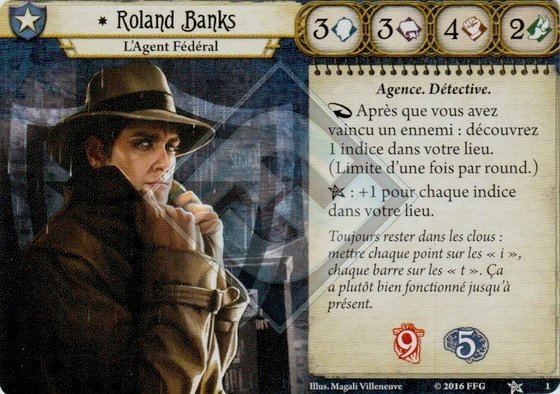 Roland Banks
L'Agent Fédéral
3 3 4 2
Agence. Détective.
Après que vous avez
vaincu un ennemi : découvrez
1 indice dans votre lieu.
(Limite d'une fois par round.)
: +1 pour chaque indice
dans votre lieu.
Toujours rester dans les clous :
mettre chaque point sur les « i »,
chaque barre sur les « t ». Ça
a plutôt bien fonctionné jusqu'à
présent.
9 5
Illus. Magali Villeneuve © 2016 FFG 1